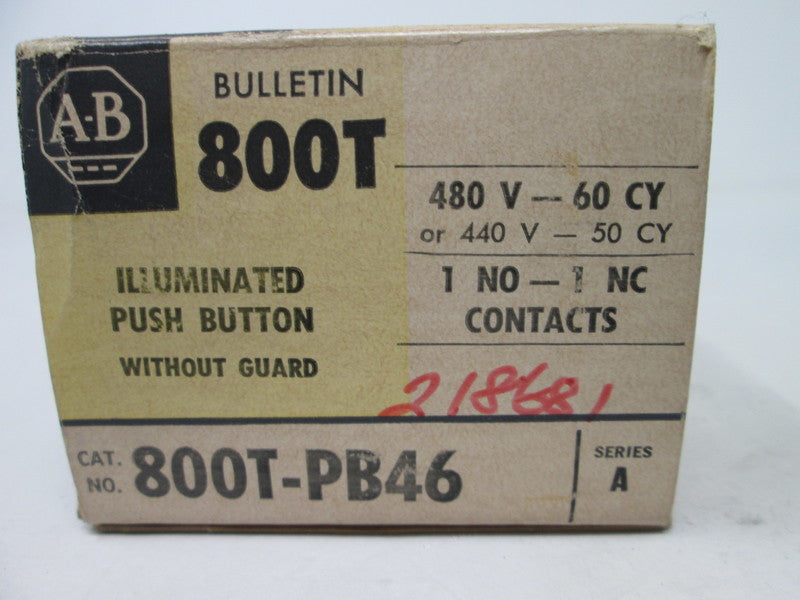 A-B
BULLETIN
800T
ILLUMINATED
PUSH BUTTON
WITHOUT GUARD
480 V — 60 CY
or 440 V — 50 CY
1 NO — 1 NC
CONTACTS
CAT.
NO. 800T-PB46
SERIES
A